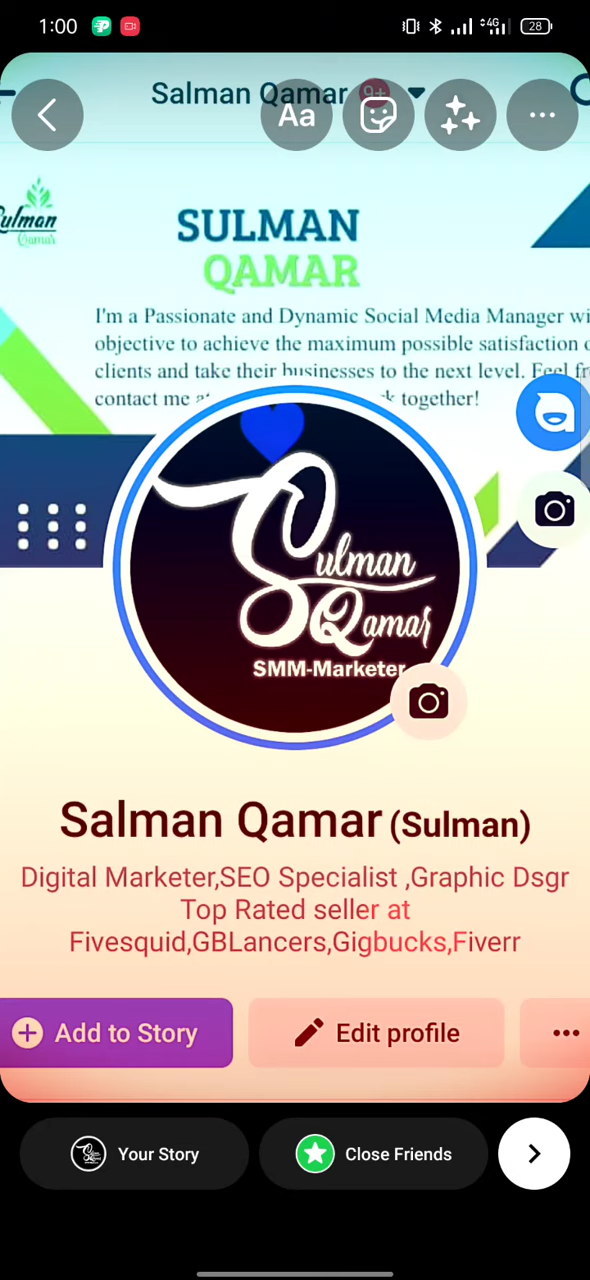 1:00
4G
28
Salman Qamar 9+
Aa
Sulman
Qamar
SULMAN
QAMAR
I'm a Passionate and Dynamic Social Media Manager wi
objective to achieve the maximum possible satisfaction o
clients and take their businesses to the next level. Feel fr
contact me together!
Sulman
Qamar
SMM-Marketer
Salman Qamar (Sulman)
Digital Marketer,SEO Specialist ,Graphic Dsgr
Top Rated seller at
Fivesquid,GBLancers,Gigbucks,Fiverr
Add to Story
Edit profile
Your Story
Close Friends